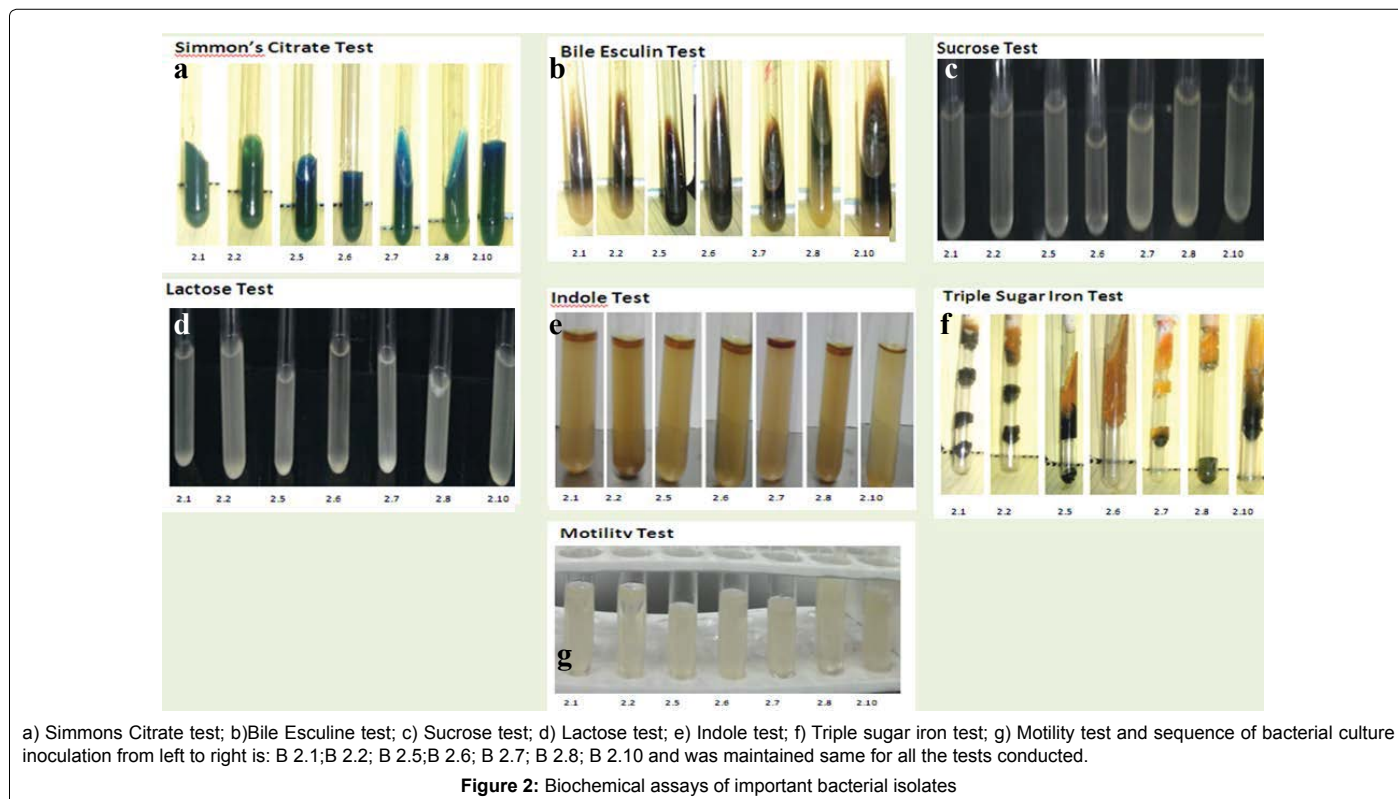 Simmon's Citrate Test
a
2.1 2.2 2.5 2.6 2.7 2.8 2.10
Bile Esculin Test
b
2.1 2.2 2.5 2.6 2.7 2.8 2.10
Sucrose Test
c
2.1 2.2 2.5 2.6 2.7 2.8 2.10
Lactose Test
d
2.1 2.2 2.5 2.6 2.7 2.8 2.10
Indole Test
e
2.1 2.2 2.5 2.6 2.7 2.8 2.10
Triple Sugar Iron Test
f
2.1 2.2 2.5 2.6 2.7 2.8 2.10
Motility Test
g
2.1 2.2 2.5 2.6 2.7 2.8 2.10
a) Simmons Citrate test; b)Bile Esculine test; c) Sucrose test; d) Lactose test; e) Indole test; f) Triple sugar iron test; g) Motility test and sequence of bacterial culture
inoculation from left to right is: B 2.1;B 2.2; B 2.5;B 2.6; B 2.7; B 2.8; B 2.10 and was maintained same for all the tests conducted.
Figure 2: Biochemical assays of important bacterial isolates